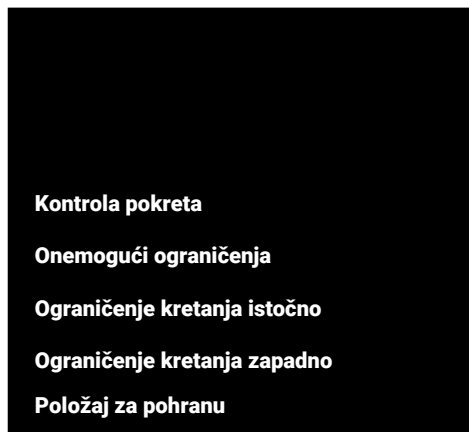 Kontrola pokreta
Onemogući ograničenja
Ograničenje kretanja istočno
Ograničenje kretanja zapadno
Položaj za pohranu